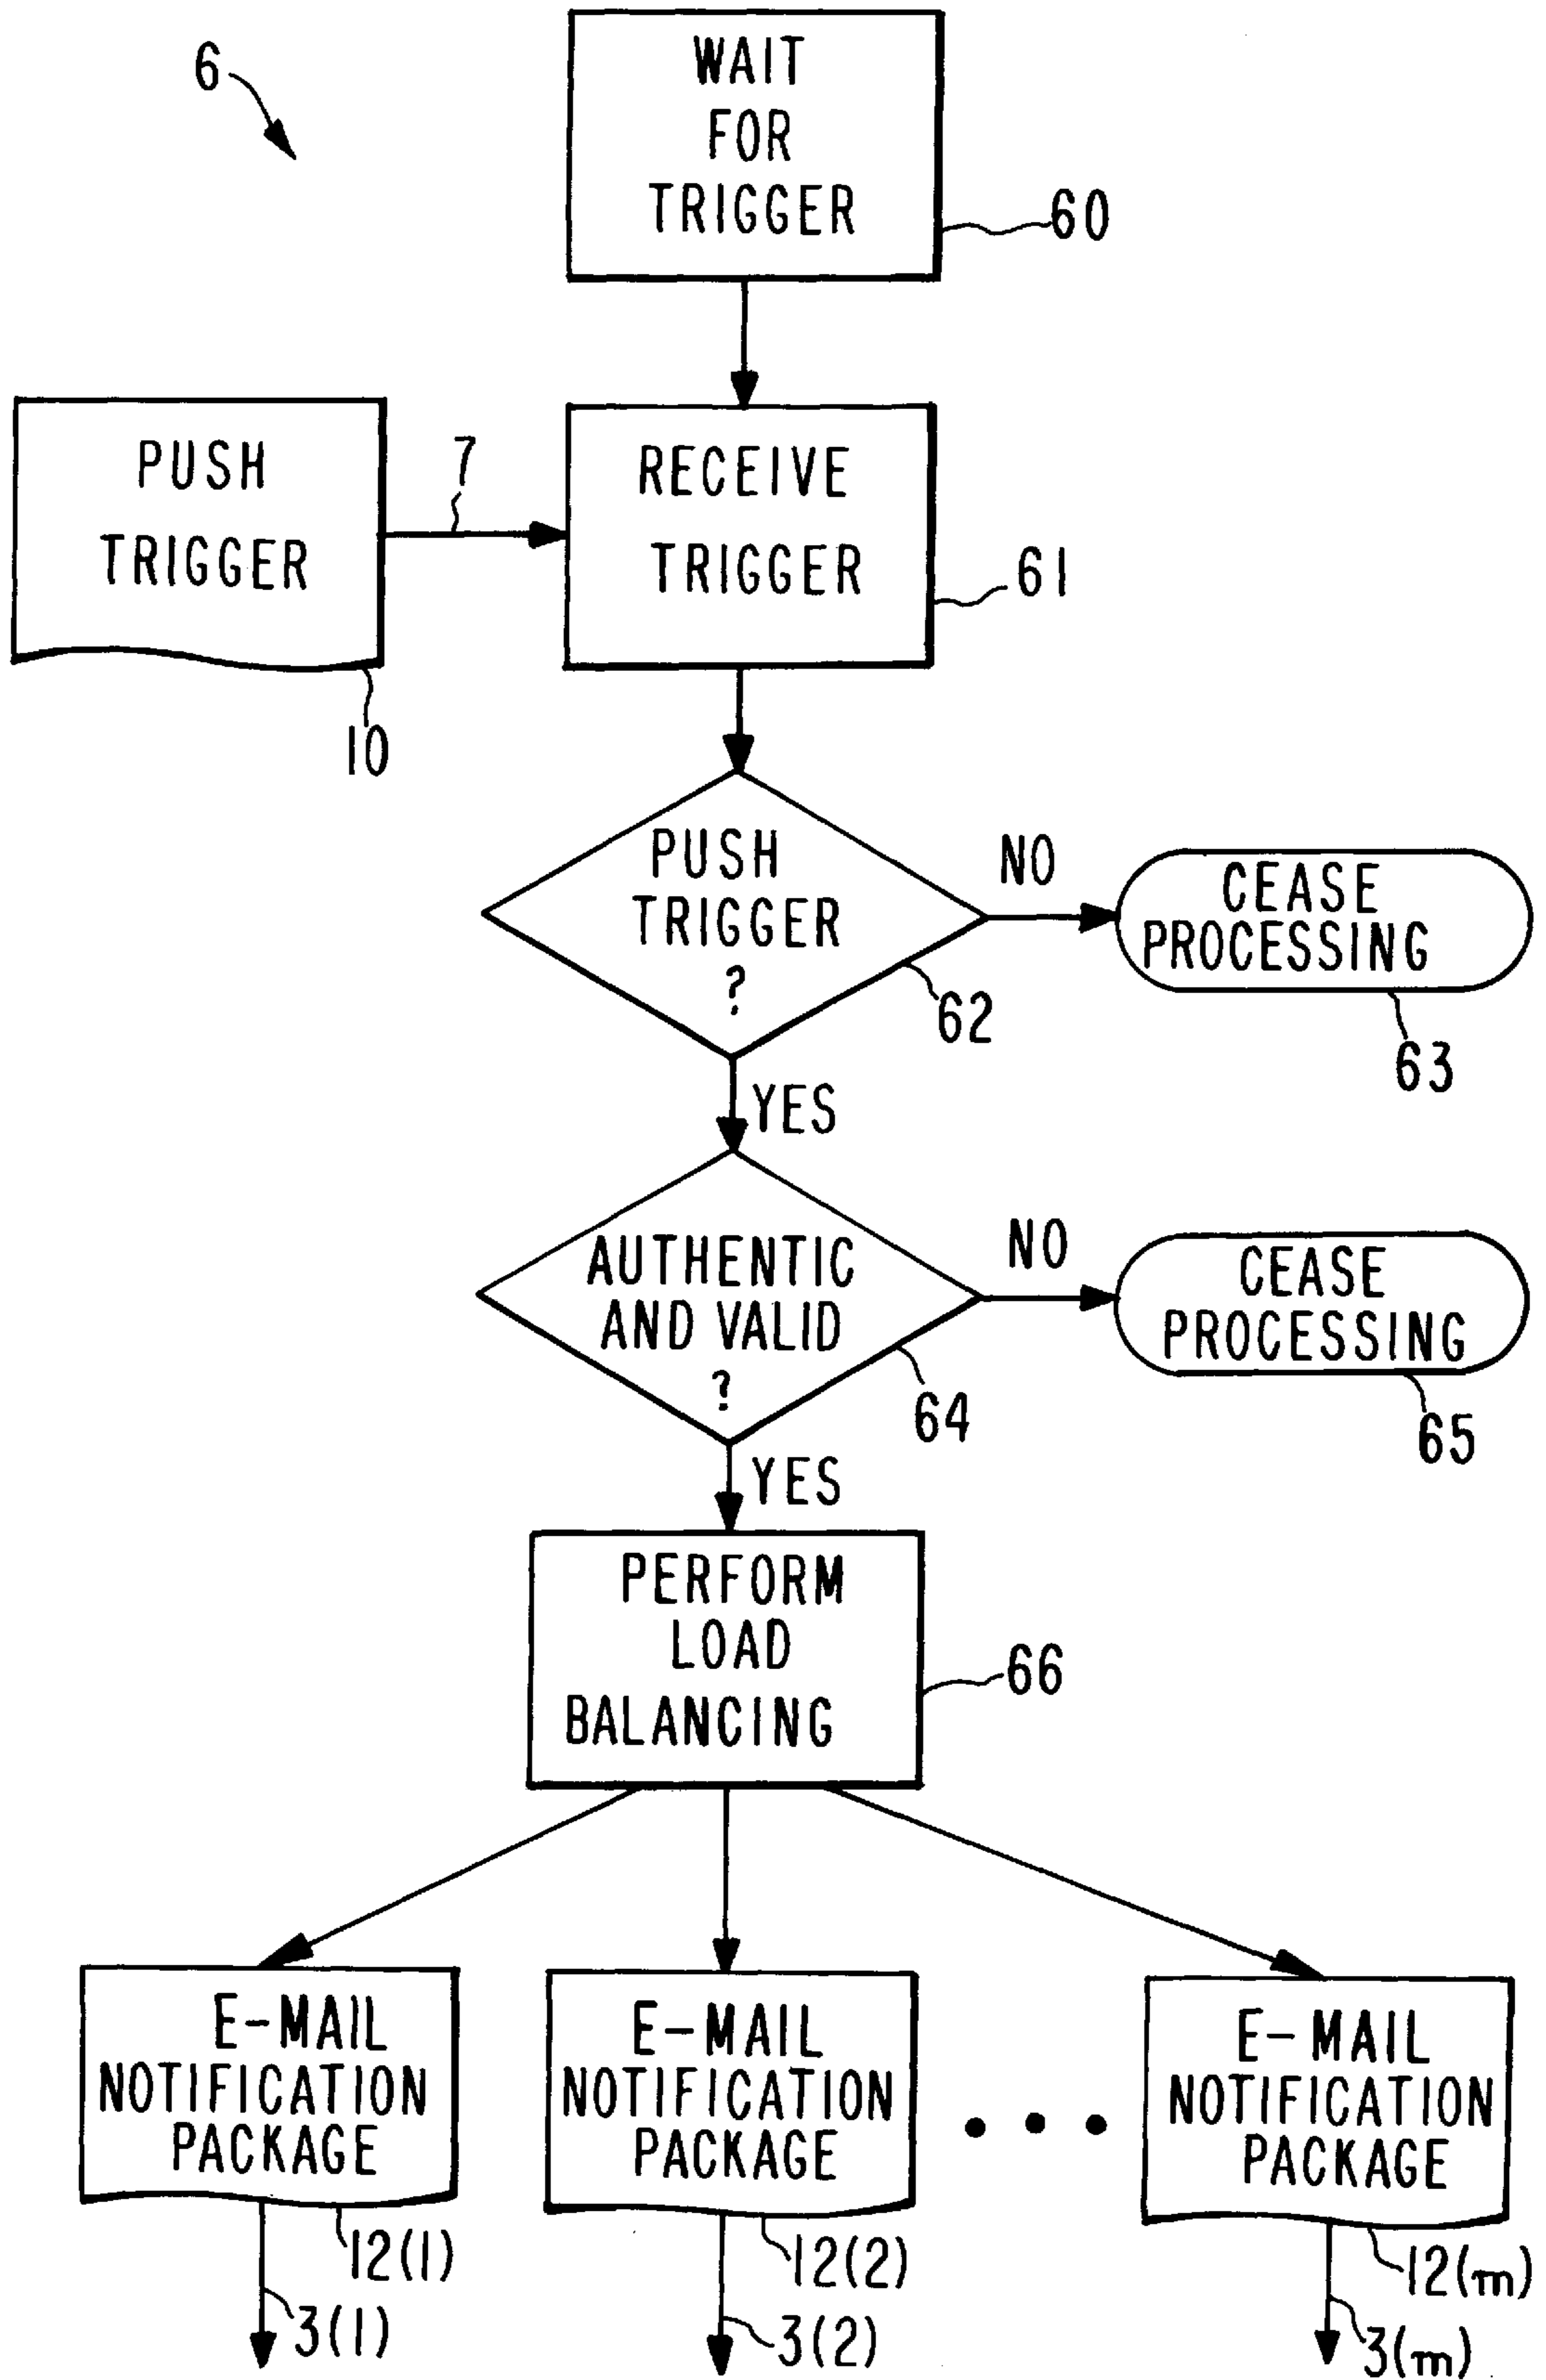 6
WAIT
FOR
TRIGGER
60
PUSH
TRIGGER
10
7
RECEIVE
TRIGGER
61
PUSH
TRIGGER
?
62
NO
CEASE
PROCESSING
63
YES
AUTHENTIC
AND VALID
?
64
NO
CEASE
PROCESSING
65
YES
PERFORM
LOAD
BALANCING
66
E-MAIL
NOTIFICATION
PACKAGE
12(1)
3(1)
E-MAIL
NOTIFICATION
PACKAGE
12(2)
3(2)
E-MAIL
NOTIFICATION
PACKAGE
12(m)
3(m)